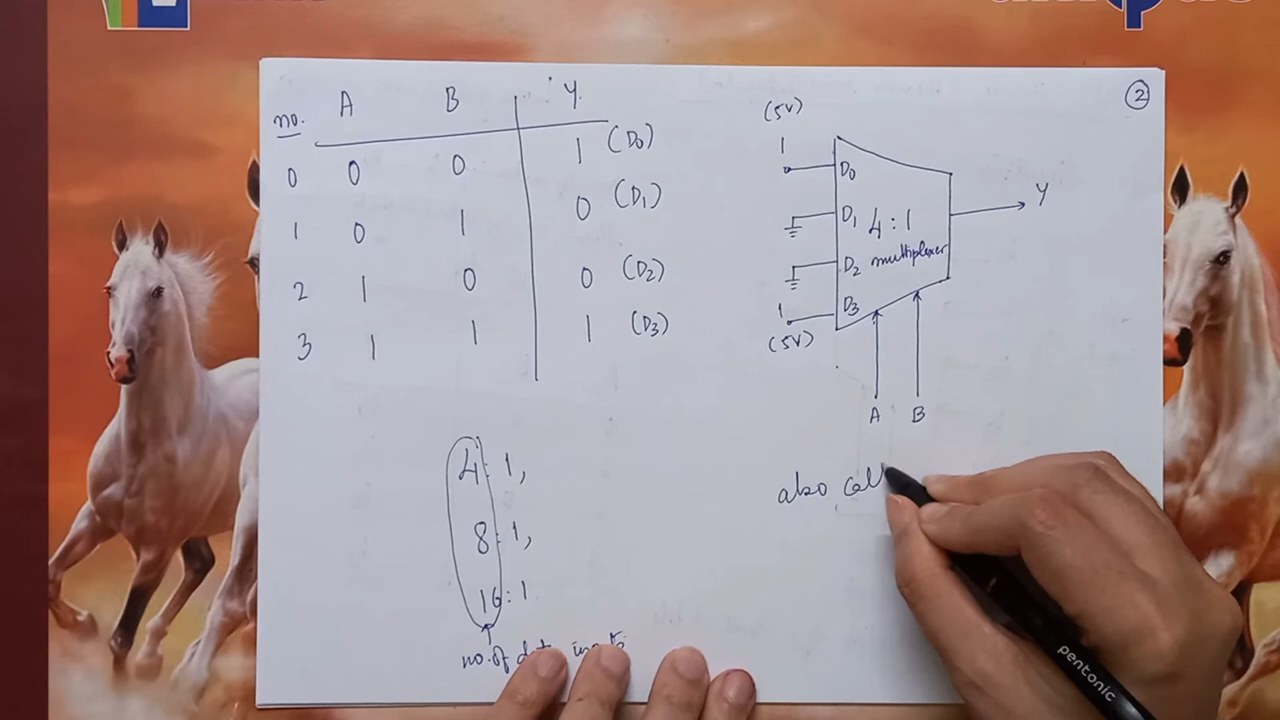 ②
no. A B Y
0 0 0 1 (D0)
1 0 1 0 (D1)
2 1 0 0 (D2)
3 1 1 1 (D3)
4:1,
8:1,
16:1
no. of
(5V)
1
D0
D1
D2
D3
4:1
multiplexer
1
(5V)
Y
A B
also call
pentonic